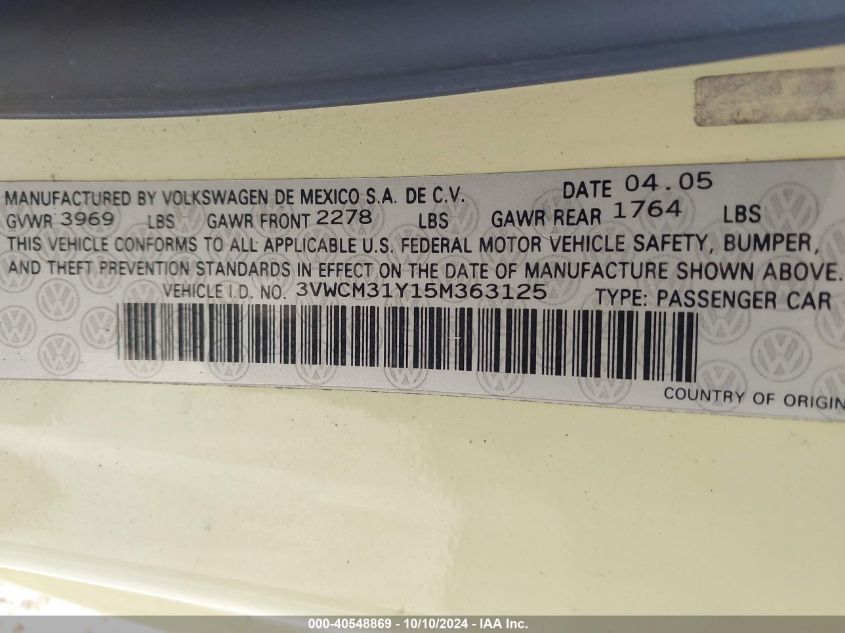 MANUFACTURED BY VOLKSWAGEN DE MEXICO S.A. DE C.V. DATE 04.05
GVWR 3969 LBS GAWR FRONT 2278 LBS GAWR REAR 1764 LBS
THIS VEHICLE CONFORMS TO ALL APPLICABLE U.S. FEDERAL MOTOR VEHICLE SAFETY, BUMPER,
AND THEFT PREVENTION STANDARDS IN EFFECT ON THE DATE OF MANUFACTURE SHOWN ABOVE.
VEHICLE I.D. NO. 3VWCM31Y15M363125 TYPE: PASSENGER CAR
COUNTRY OF ORIGIN
000-40548869 - 10/10/2024 - IAA Inc.